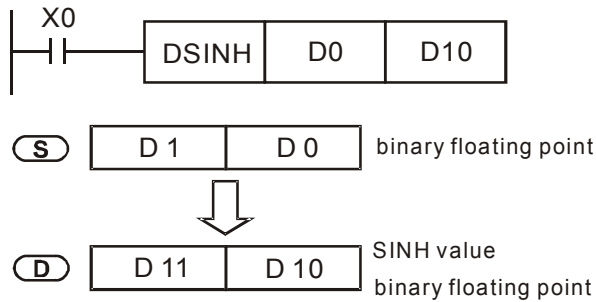 X0
DSINH D0 D10
S D 1 D 0 binary floating point
SINH value
D D 11 D 10
binary floating point